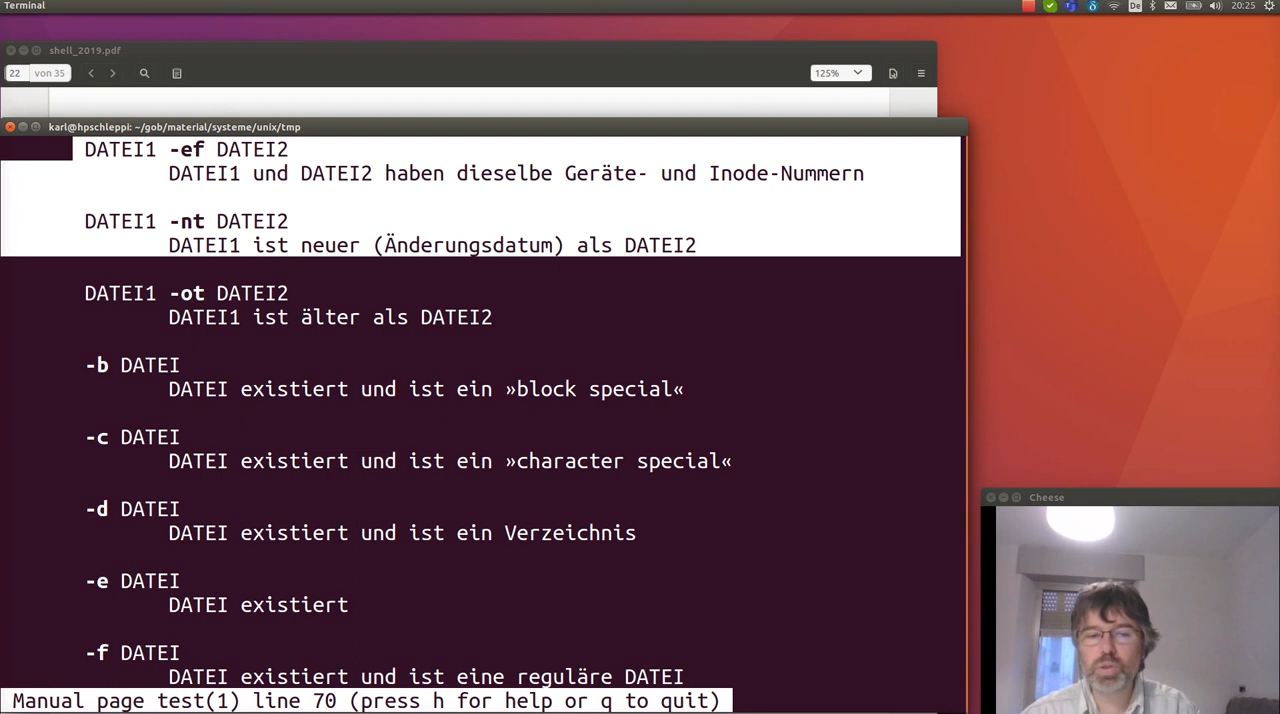 Terminal
De
20:25
shell_2019.pdf
22 von 35
125%
karl@hpschleppi: ~/gob/material/systeme/unix/tmp
DATEI1 -ef DATEI2
DATEI1 und DATEI2 haben dieselbe Geräte- und Inode-Nummern
DATEI1 -nt DATEI2
DATEI1 ist neuer (Änderungsdatum) als DATEI2
DATEI1 -ot DATEI2
DATEI1 ist älter als DATEI2
-b DATEI
DATEI existiert und ist ein »block special«
-c DATEI
DATEI existiert und ist ein »character special«
-d DATEI
DATEI existiert und ist ein Verzeichnis
-e DATEI
DATEI existiert
-f DATEI
DATEI existiert und ist eine reguläre DATEI
Manual page test(1) line 70 (press h for help or q to quit)
Cheese